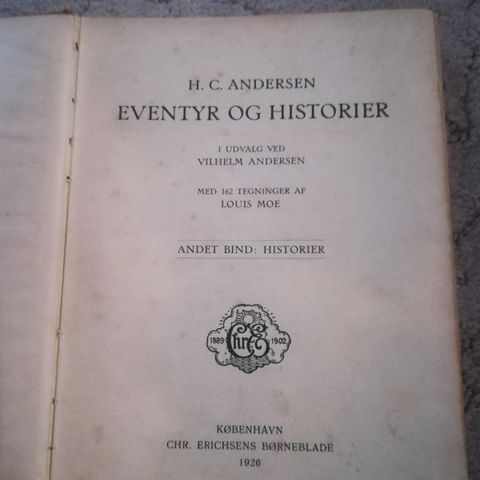 H. C. ANDERSEN
EVENTYR OG HISTORIER
I UDVALG VED
VILHELM ANDERSEN
MED 162 TEGNINGER AF
LOUIS MOE
ANDET BIND: HISTORIER
1889 Chr.E 1902
KØBENHAVN
CHR. ERICHSENS BØRNEBLADE
1926